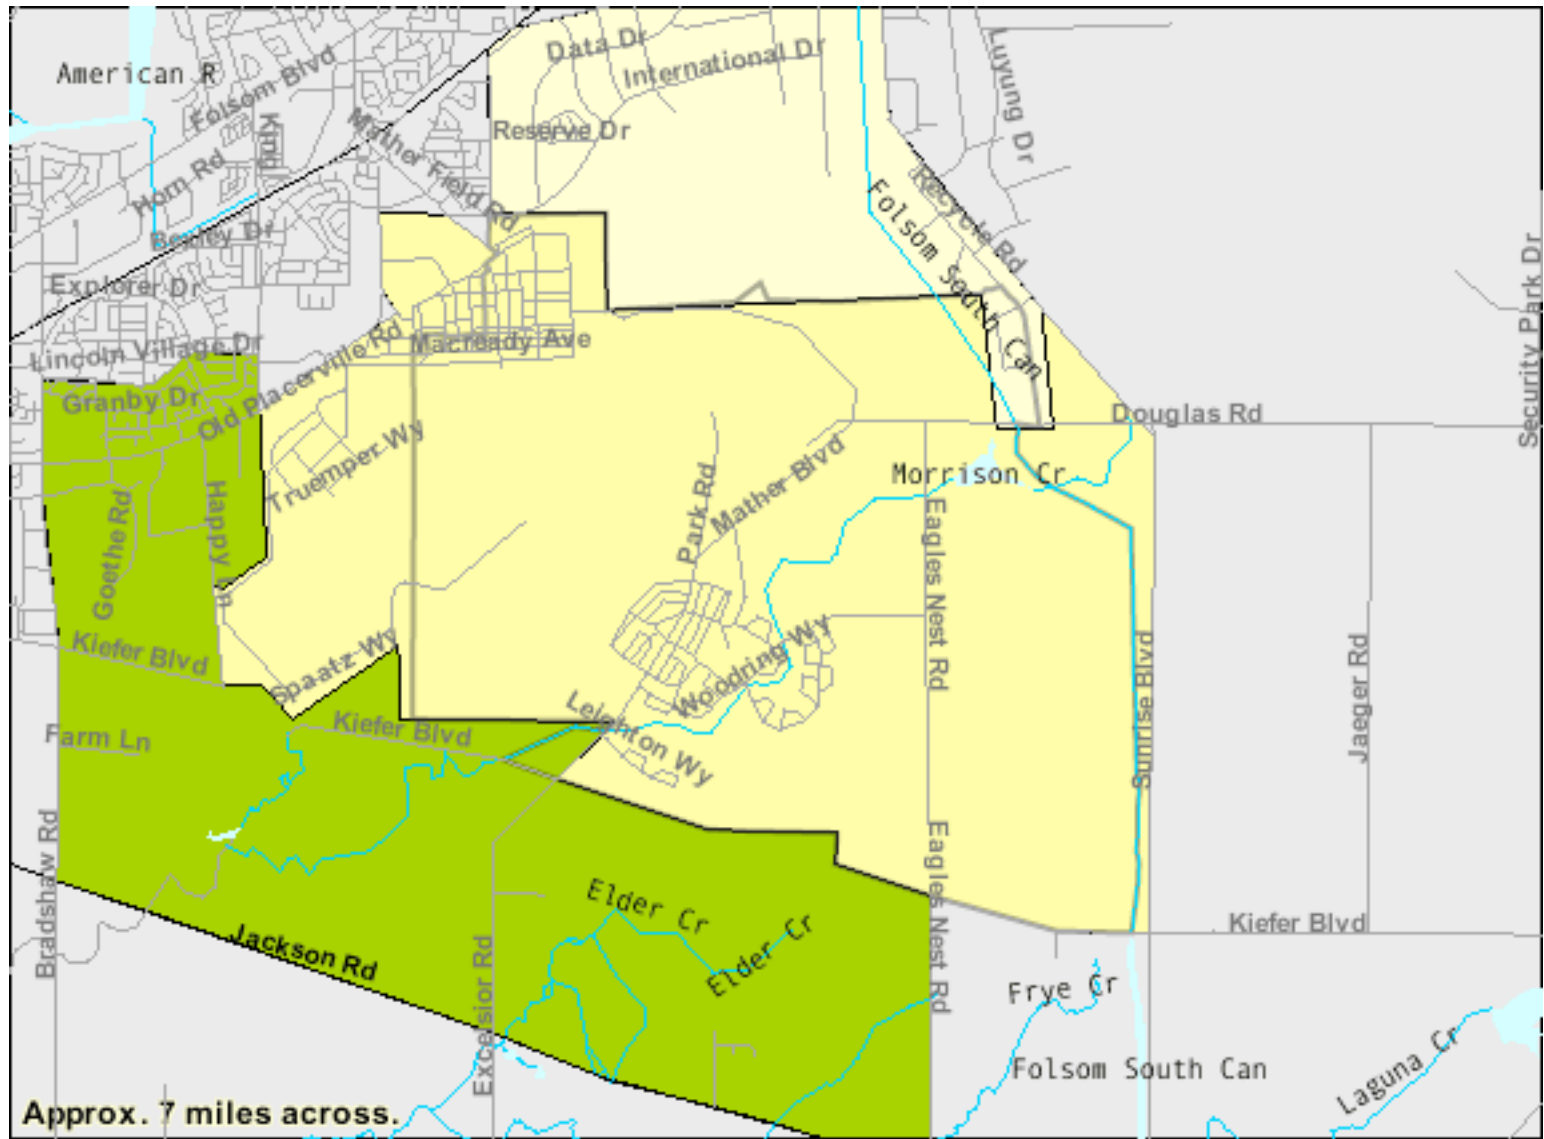 Data Dr
International Dr
American R
Folsom Blvd
Luyung Dr
Mather Field Rd
Reserve Dr
Horn Rd
Recycle Rd
Folsom South Can
Explorer Dr
Security Park Dr
Lincoln Village Dr
Old Placerville Rd
Macready Ave
Granby Dr
Douglas Rd
Truemper Wy
Mather Blvd
Park Rd
Morrison Cr
Goethe Rd
Happy Ln
Eagles Nest Rd
Kiefer Blvd
Spaatz Wy
Woodring Wy
Sunrise Blvd
Jaeger Rd
Leighton Wy
Kiefer Blvd
Farm Ln
Bradshaw Rd
Eagles Nest Rd
Elder Cr
Elder Cr
Kiefer Blvd
Jackson Rd
Excelsior Rd
Frye Cr
Folsom South Can
Laguna Cr
Approx. 7 miles across.